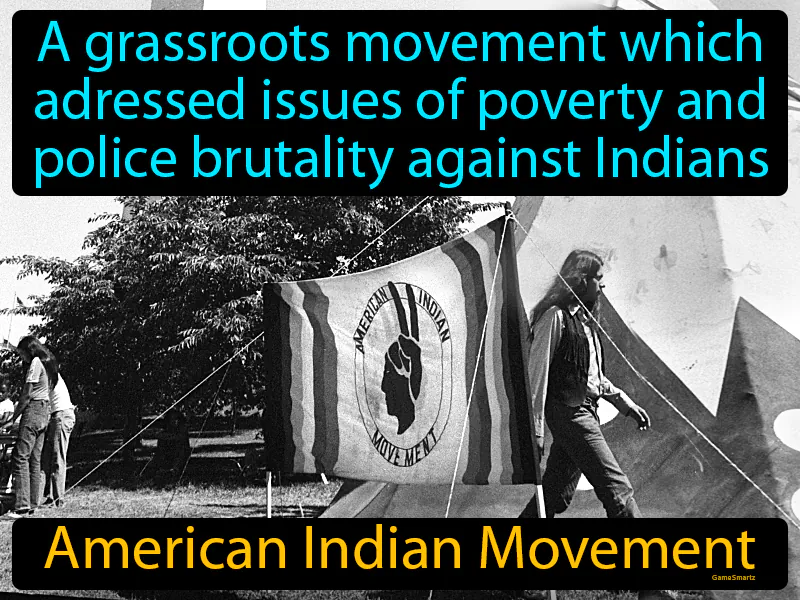 A grassroots movement which
adressed issues of poverty and
police brutality against Indians
AMERICAN INDIAN
MOVEMENT
American Indian Movement
GameSmartz